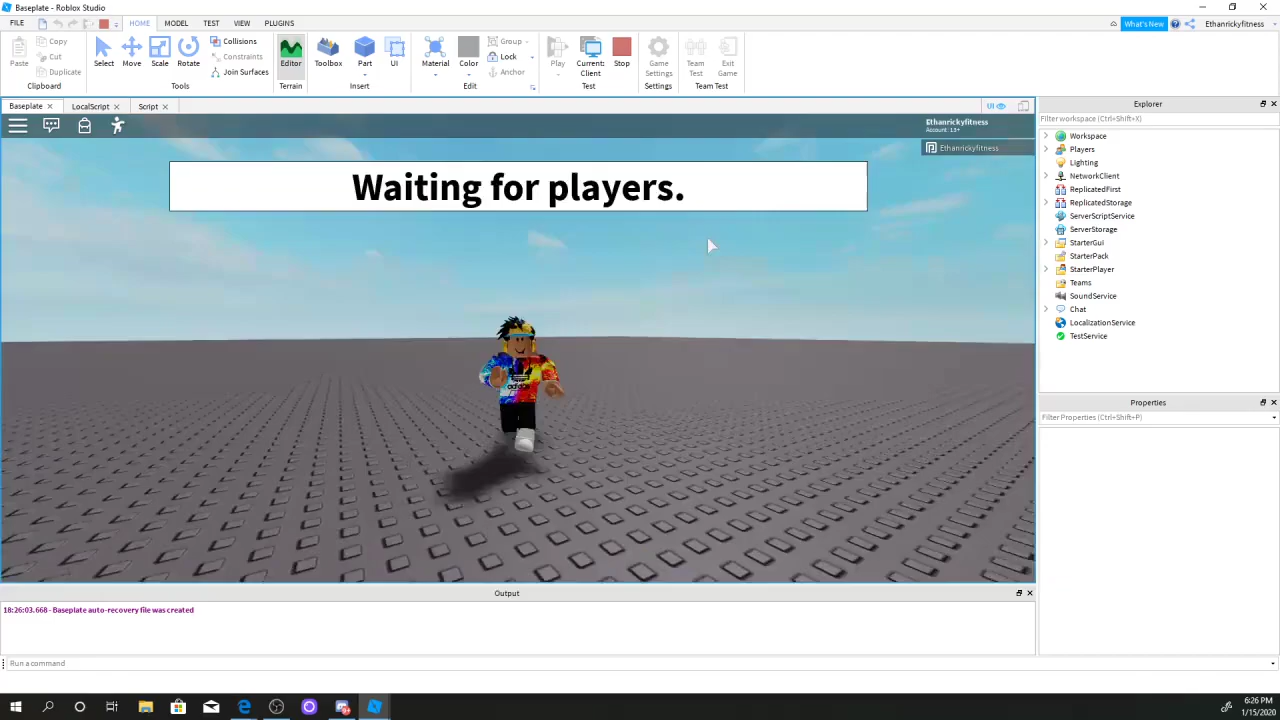 Baseplate - Roblox Studio
FILE HOME MODEL TEST VIEW PLUGINS What's New Ethanrickyfitness
Paste Copy Cut Duplicate Clipboard
Select Move Scale Rotate Collisions Constraints Join Surfaces Tools
Editor Terrain
Toolbox Part UI Insert
Material Color Group Lock Anchor Edit
Play Current: Client Stop Test
Game Settings Settings
Team Test Exit Game Team Test
Baseplate LocalScript Script UI
Ethanrickyfitness
Account: 13+
Ethanrickyfitness
Waiting for players.
Explorer
Filter workspace (Ctrl+Shift+X)
Workspace
Players
Lighting
NetworkClient
ReplicatedFirst
ReplicatedStorage
ServerScriptService
ServerStorage
StarterGui
StarterPack
StarterPlayer
Teams
SoundService
Chat
LocalizationService
TestService
Properties
Filter Properties (Ctrl+Shift+P)
Output
18:26:03.668 - Baseplate auto-recovery file was created
Run a command
6:26 PM
1/15/2020